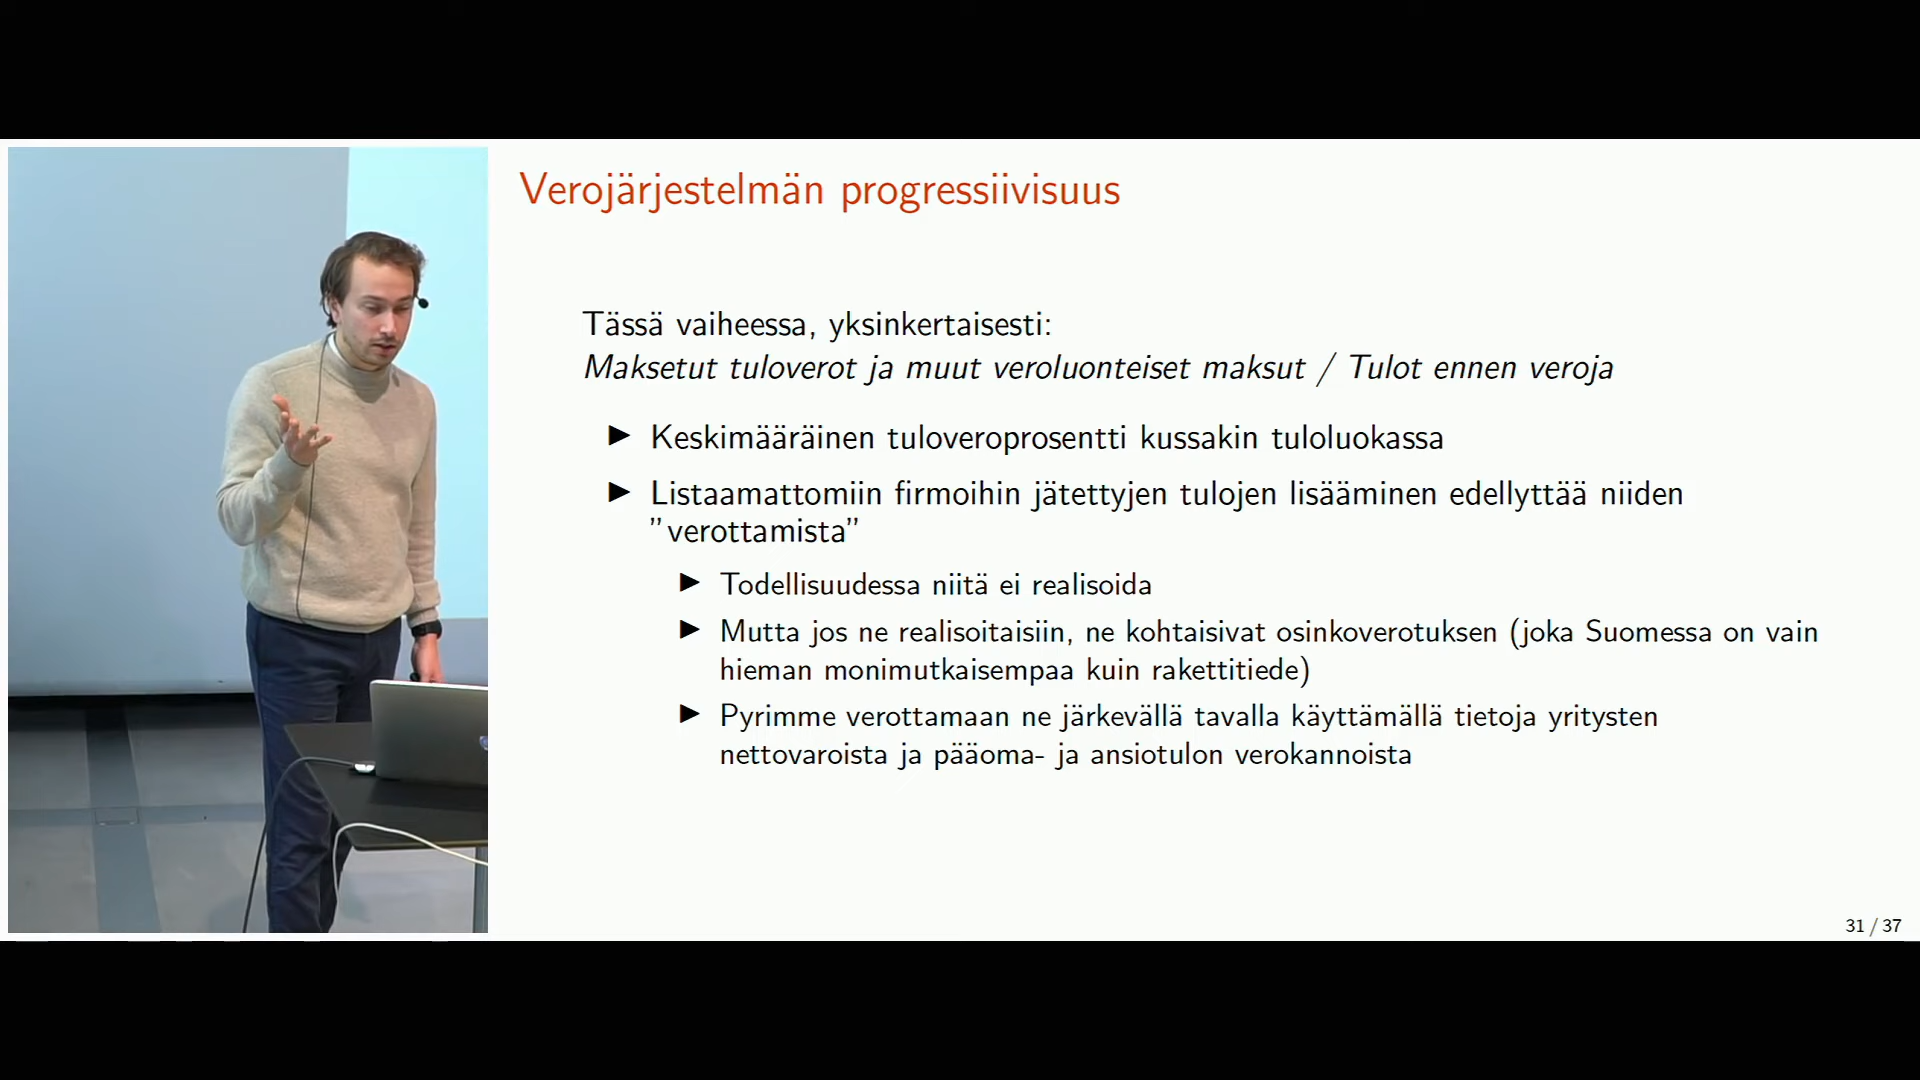 Verojärjestelmän progressiivisuus
Tässä vaiheessa, yksinkertaisesti:
Maksetut tuloverot ja muut veroluonteiset maksut / Tulot ennen veroja
▶ Keskimääräinen tuloveroprosentti kussakin tuloluokassa
▶ Listaamattomiin firmoihin jätettyjen tulojen lisääminen edellyttää niiden
”verottamista”
▶ Todellisuudessa niitä ei realisoida
▶ Mutta jos ne realisoitaisiin, ne kohtaisivat osinkoverotuksen (joka Suomessa on vain
hieman monimutkaisempaa kuin rakettitiede)
▶ Pyrimme verottamaan ne järkevällä tavalla käyttämällä tietoja yritysten
nettovaroista ja pääoma- ja ansiotulon verokannoista
31 / 37